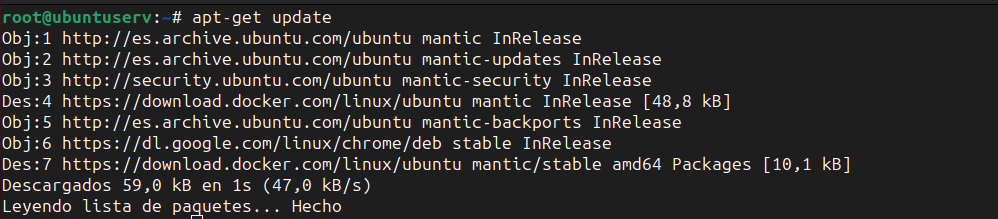 root@ubuntuserv:~# apt-get update
Obj:1 http://es.archive.ubuntu.com/ubuntu mantic InRelease
Obj:2 http://es.archive.ubuntu.com/ubuntu mantic-updates InRelease
Obj:3 http://security.ubuntu.com/ubuntu mantic-security InRelease
Des:4 https://download.docker.com/linux/ubuntu mantic InRelease [48,8 kB]
Obj:5 http://es.archive.ubuntu.com/ubuntu mantic-backports InRelease
Obj:6 https://dl.google.com/linux/chrome/deb stable InRelease
Des:7 https://download.docker.com/linux/ubuntu mantic/stable amd64 Packages [10,1 kB]
Descargados 59,0 kB en 1s (47,0 kB/s)
Leyendo lista de paquetes... Hecho